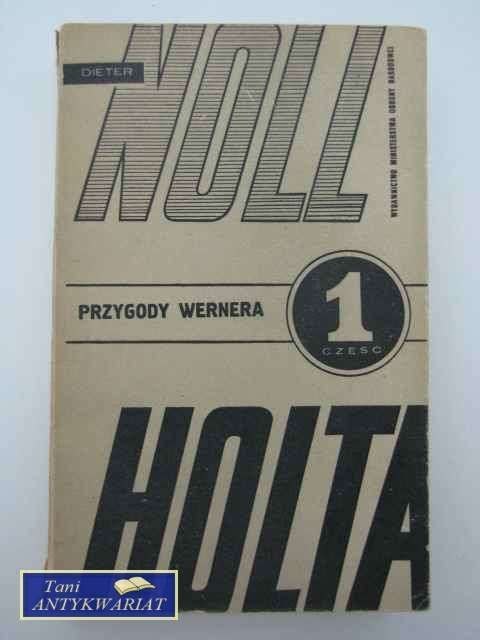 DIETER
NOLL
WYDAWNICTWO MINISTERSTWA OBRONY NARODOWEJ
PRZYGODY WERNERA
1
CZĘŚĆ
HOLTA
Tani
ANTYKWARIAT